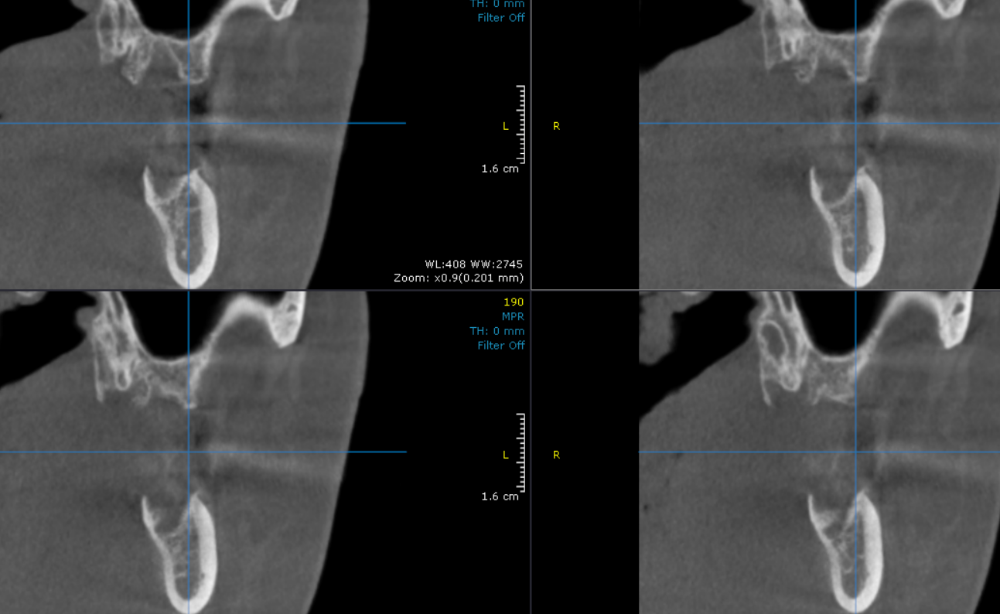 TH: 0 mm
Filter Off
L
R
1.6 cm
WL:408 WW:2745
Zoom: x0.9(0.201 mm)
190
MPR
TH: 0 mm
Filter Off
L
R
1.6 cm